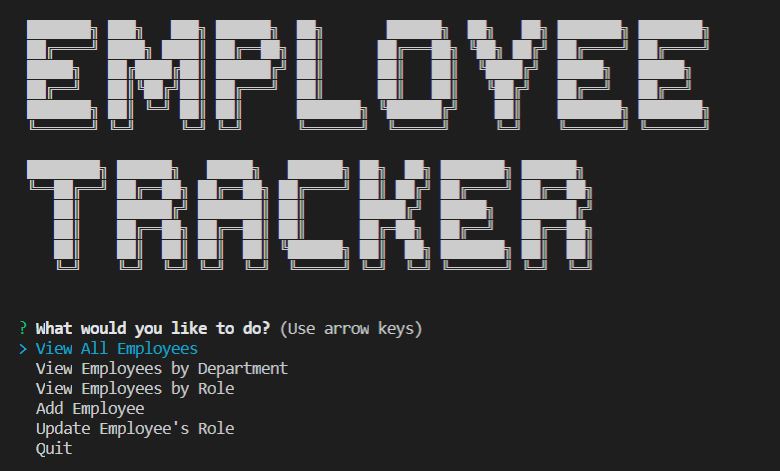 EMPLOYEE
TRACKER
? What would you like to do? (Use arrow keys)
> View All Employees
View Employees by Department
View Employees by Role
Add Employee
Update Employee's Role
Quit